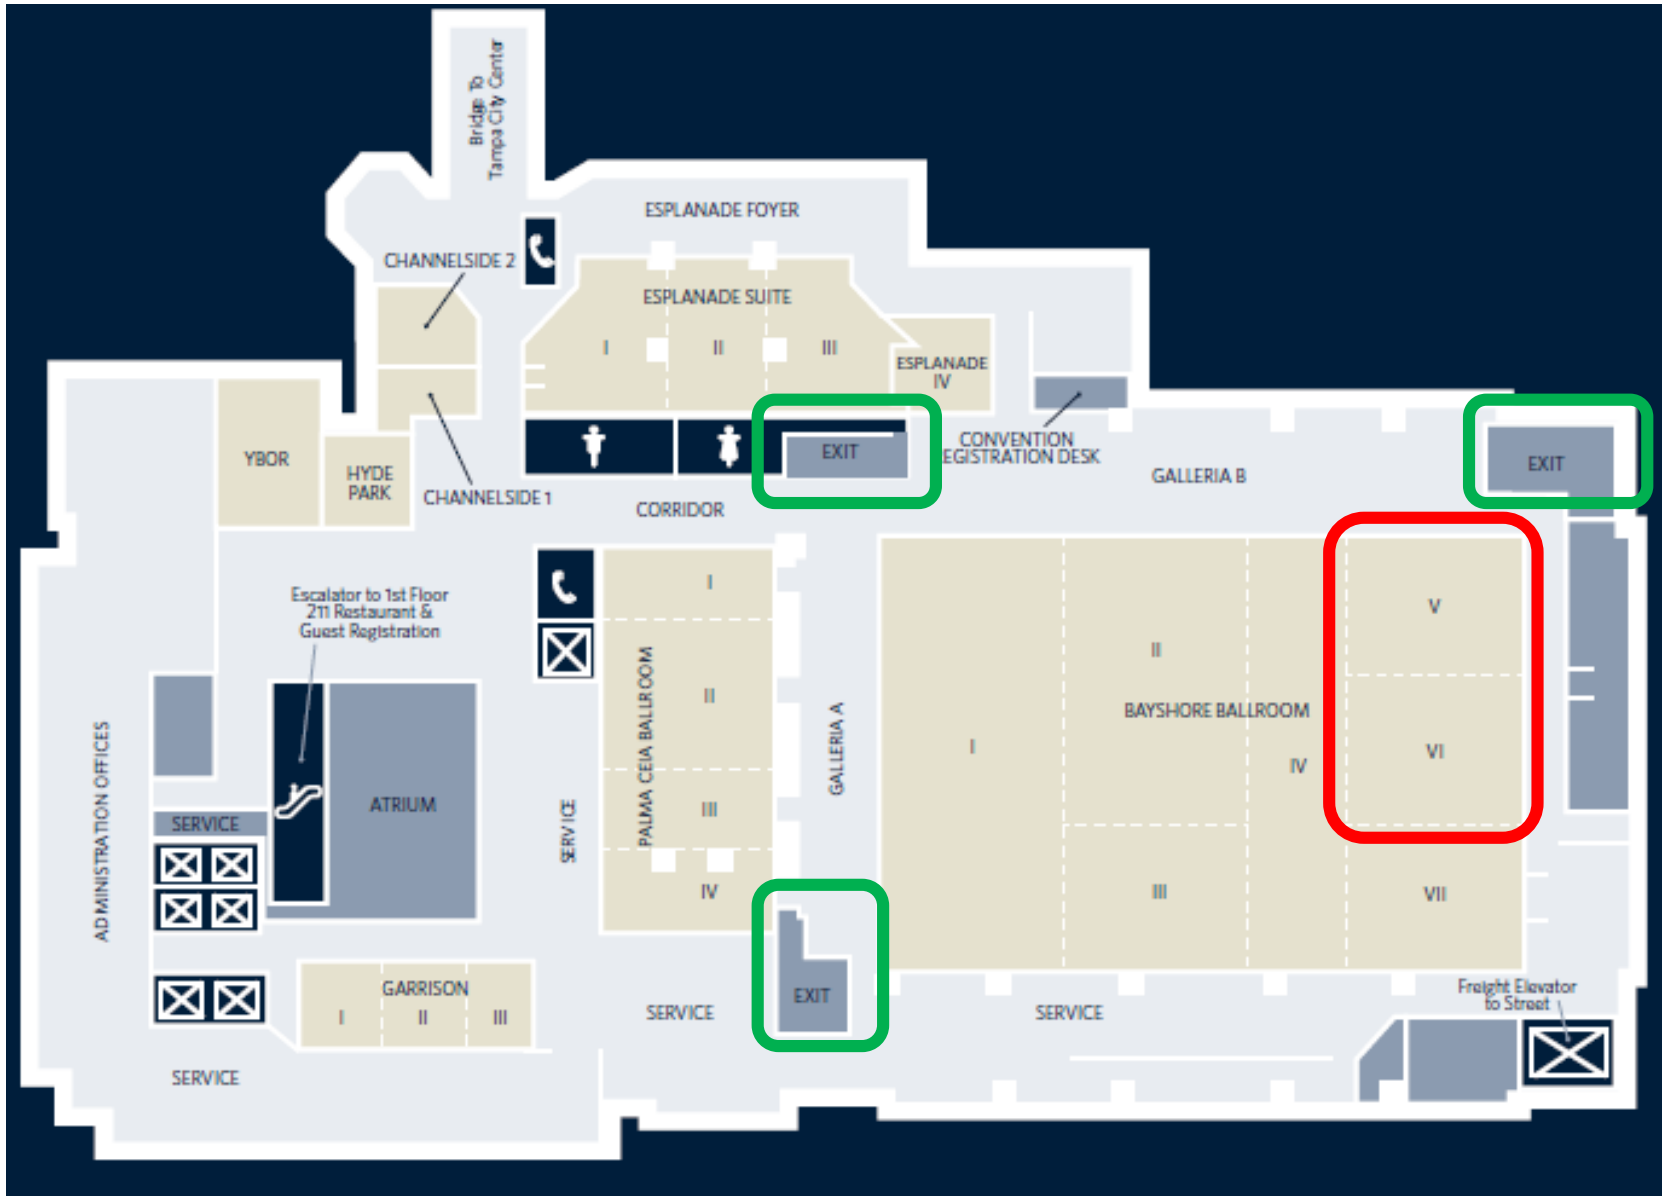 Bridge To
Tampa City Center
ESPLANADE FOYER
CHANNELSIDE 2
ESPLANADE SUITE
I
II
III
ESPLANADE
IV
CONVENTION
EGISTRATION DESK
EXIT
EXIT
GALLERIA B
YBOR
HYDE
PARK
CHANNELSIDE 1
CORRIDOR
Escalator to 1st Floor
211 Restaurant &
Guest Registration
PALMA CEIA BALLROOM
I
II
III
IV
GALLERIA A
BAYSHORE BALLROOM
I
II
III
IV
V
VI
VII
ADMINISTRATION OFFICES
ATRIUM
SERVICE
SERVICE
GARRISON
I
II
III
EXIT
SERVICE
SERVICE
Freight Elevator
to Street
SERVICE